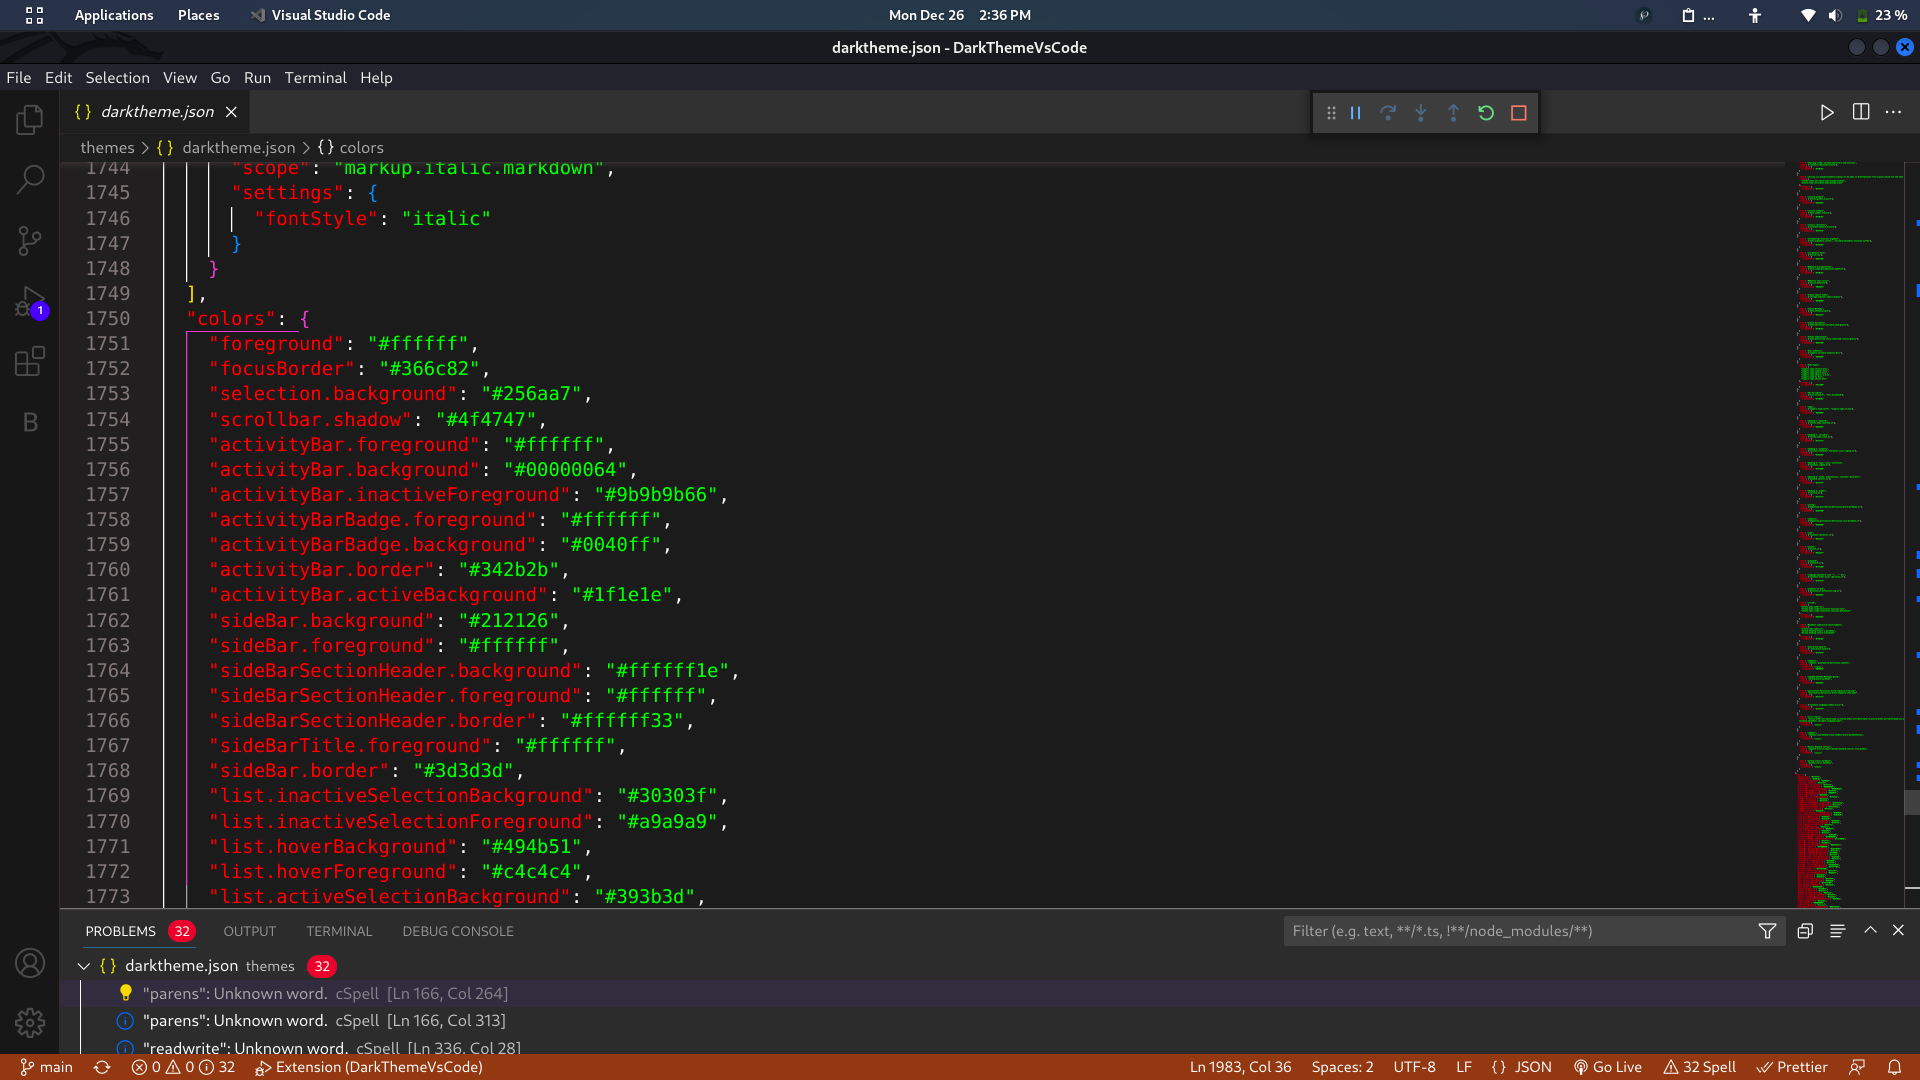 Applications Places Visual Studio Code Mon Dec 26 2:36 PM ... 23 %
darktheme.json - DarkThemeVsCode
File Edit Selection View Go Run Terminal Help
{ } darktheme.json
themes > { } darktheme.json > { } colors
1744 "scope": "markup.italic.markdown",
1745 "settings": {
1746 "fontStyle": "italic"
1747 }
1748 }
1749 ],
1750 "colors": {
1751 "foreground": "#ffffff",
1752 "focusBorder": "#366c82",
1753 "selection.background": "#256aa7",
1754 "scrollbar.shadow": "#4f4747",
1755 "activityBar.foreground": "#ffffff",
1756 "activityBar.background": "#00000064",
1757 "activityBar.inactiveForeground": "#9b9b9b66",
1758 "activityBarBadge.foreground": "#ffffff",
1759 "activityBarBadge.background": "#0040ff",
1760 "activityBar.border": "#342b2b",
1761 "activityBar.activeBackground": "#1f1e1e",
1762 "sideBar.background": "#212126",
1763 "sideBar.foreground": "#ffffff",
1764 "sideBarSectionHeader.background": "#ffffff1e",
1765 "sideBarSectionHeader.foreground": "#ffffff",
1766 "sideBarSectionHeader.border": "#ffffff33",
1767 "sideBarTitle.foreground": "#ffffff",
1768 "sideBar.border": "#3d3d3d",
1769 "list.inactiveSelectionBackground": "#30303f",
1770 "list.inactiveSelectionForeground": "#a9a9a9",
1771 "list.hoverBackground": "#494b51",
1772 "list.hoverForeground": "#c4c4c4",
1773 "list.activeSelectionBackground": "#393b3d",
1
B
PROBLEMS 32 OUTPUT TERMINAL DEBUG CONSOLE Filter (e.g. text, **/*.ts, !**/node_modules/**)
{ } darktheme.json themes 32
"parens": Unknown word. cSpell [Ln 166, Col 264]
"parens": Unknown word. cSpell [Ln 166, Col 313]
"readwrite": Unknown word. cSpell [Ln 336, Col 28]
main 0 0 32 Extension (DarkThemeVsCode) Ln 1983, Col 36 Spaces: 2 UTF-8 LF { } JSON Go Live 32 Spell Prettier